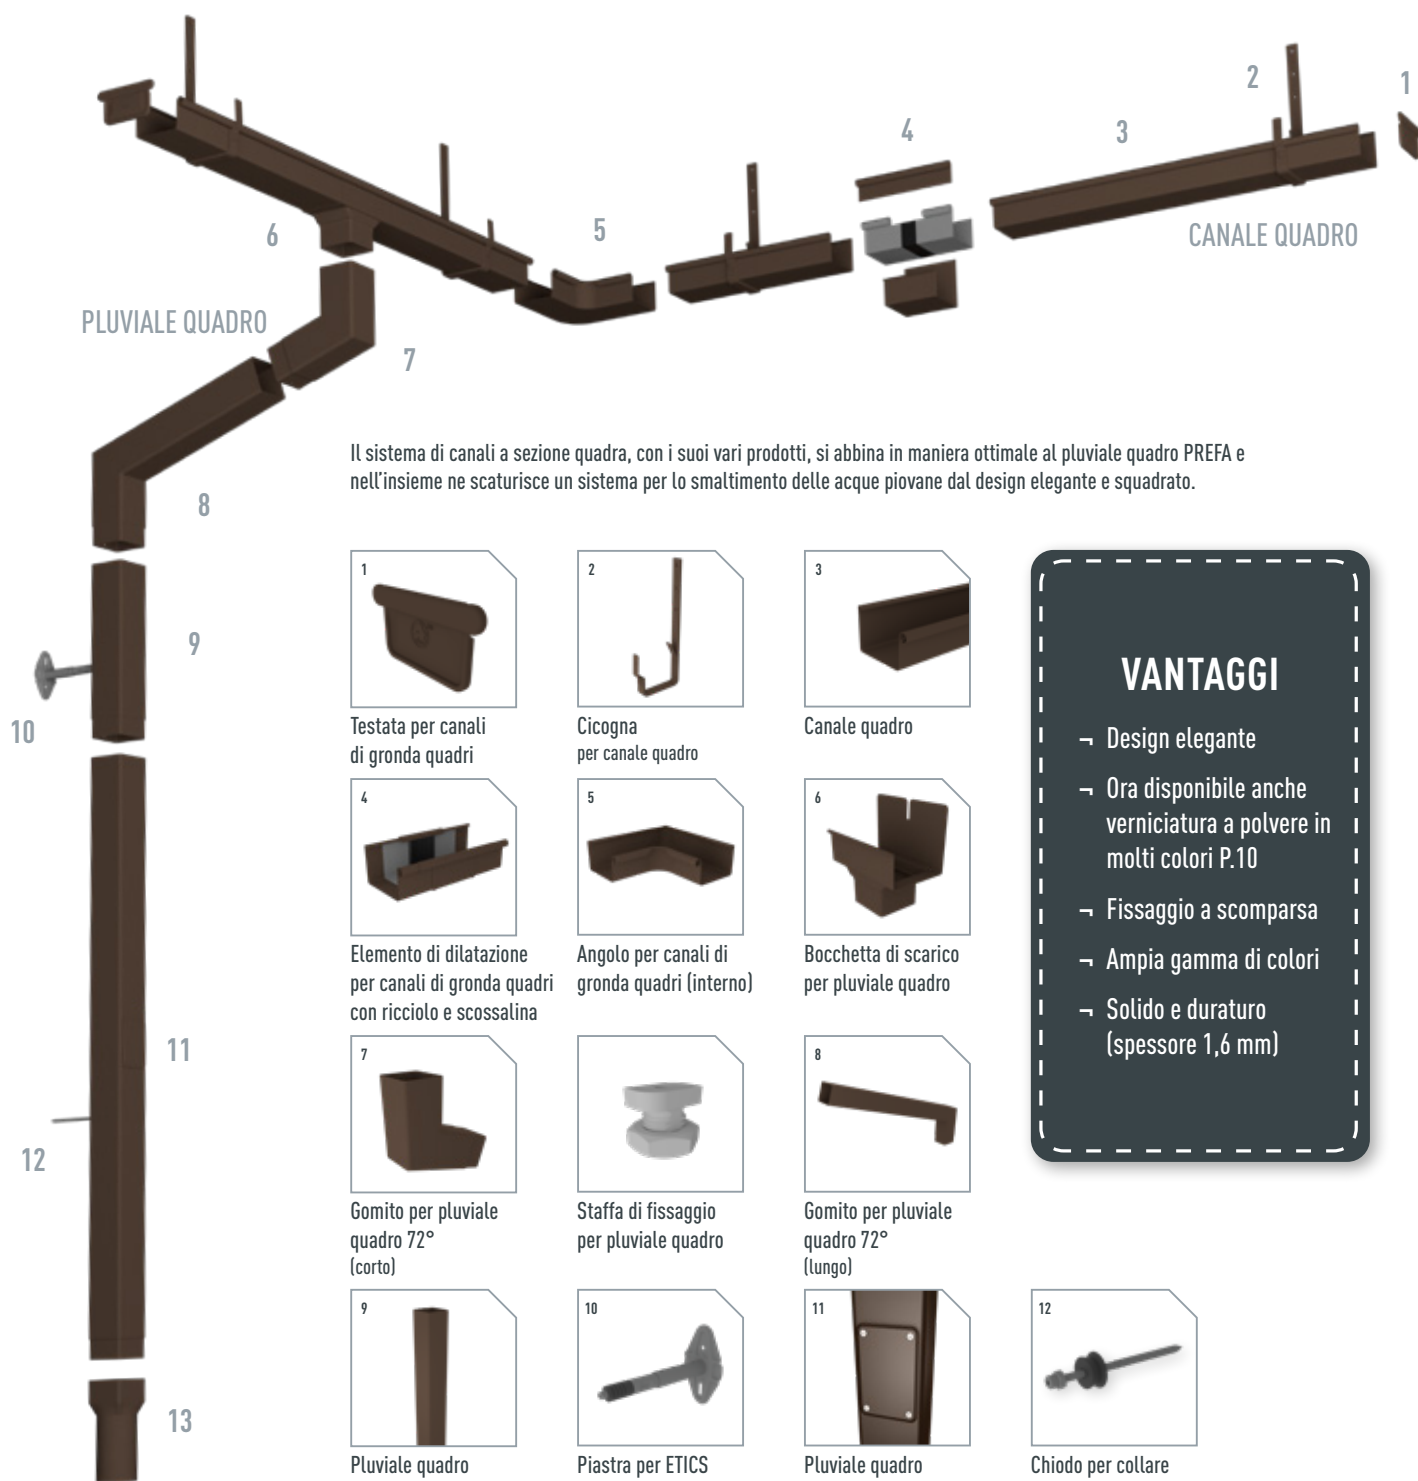 2
1
4
3
6
5
CANALE QUADRO
PLUVIALE QUADRO
7
Il sistema di canali a sezione quadra, con i suoi vari prodotti, si abbina in maniera ottimale al pluviale quadro PREFA e
nell'insieme ne scaturisce un sistema per lo smaltimento delle acque piovane dal design elegante e squadrato.
8
9
10
11
12
13
1
Testata per canali
di gronda quadri
2
Cicogna
per canale quadro
3
Canale quadro
4
Elemento di dilatazione
per canali di gronda quadri
con ricciolo e scossalina
5
Angolo per canali di
gronda quadri (interno)
6
Bocchetta di scarico
per pluviale quadro
7
Gomito per pluviale
quadro 72°
(corto)
Staffa di fissaggio
per pluviale quadro
8
Gomito per pluviale
quadro 72°
(lungo)
9
Pluviale quadro
10
Piastra per ETICS
11
Pluviale quadro
12
Chiodo per collare
VANTAGGI
¬ Design elegante
¬ Ora disponibile anche
verniciatura a polvere in
molti colori P.10
¬ Fissaggio a scomparsa
¬ Ampia gamma di colori
¬ Solido e duraturo
(spessore 1,6 mm)